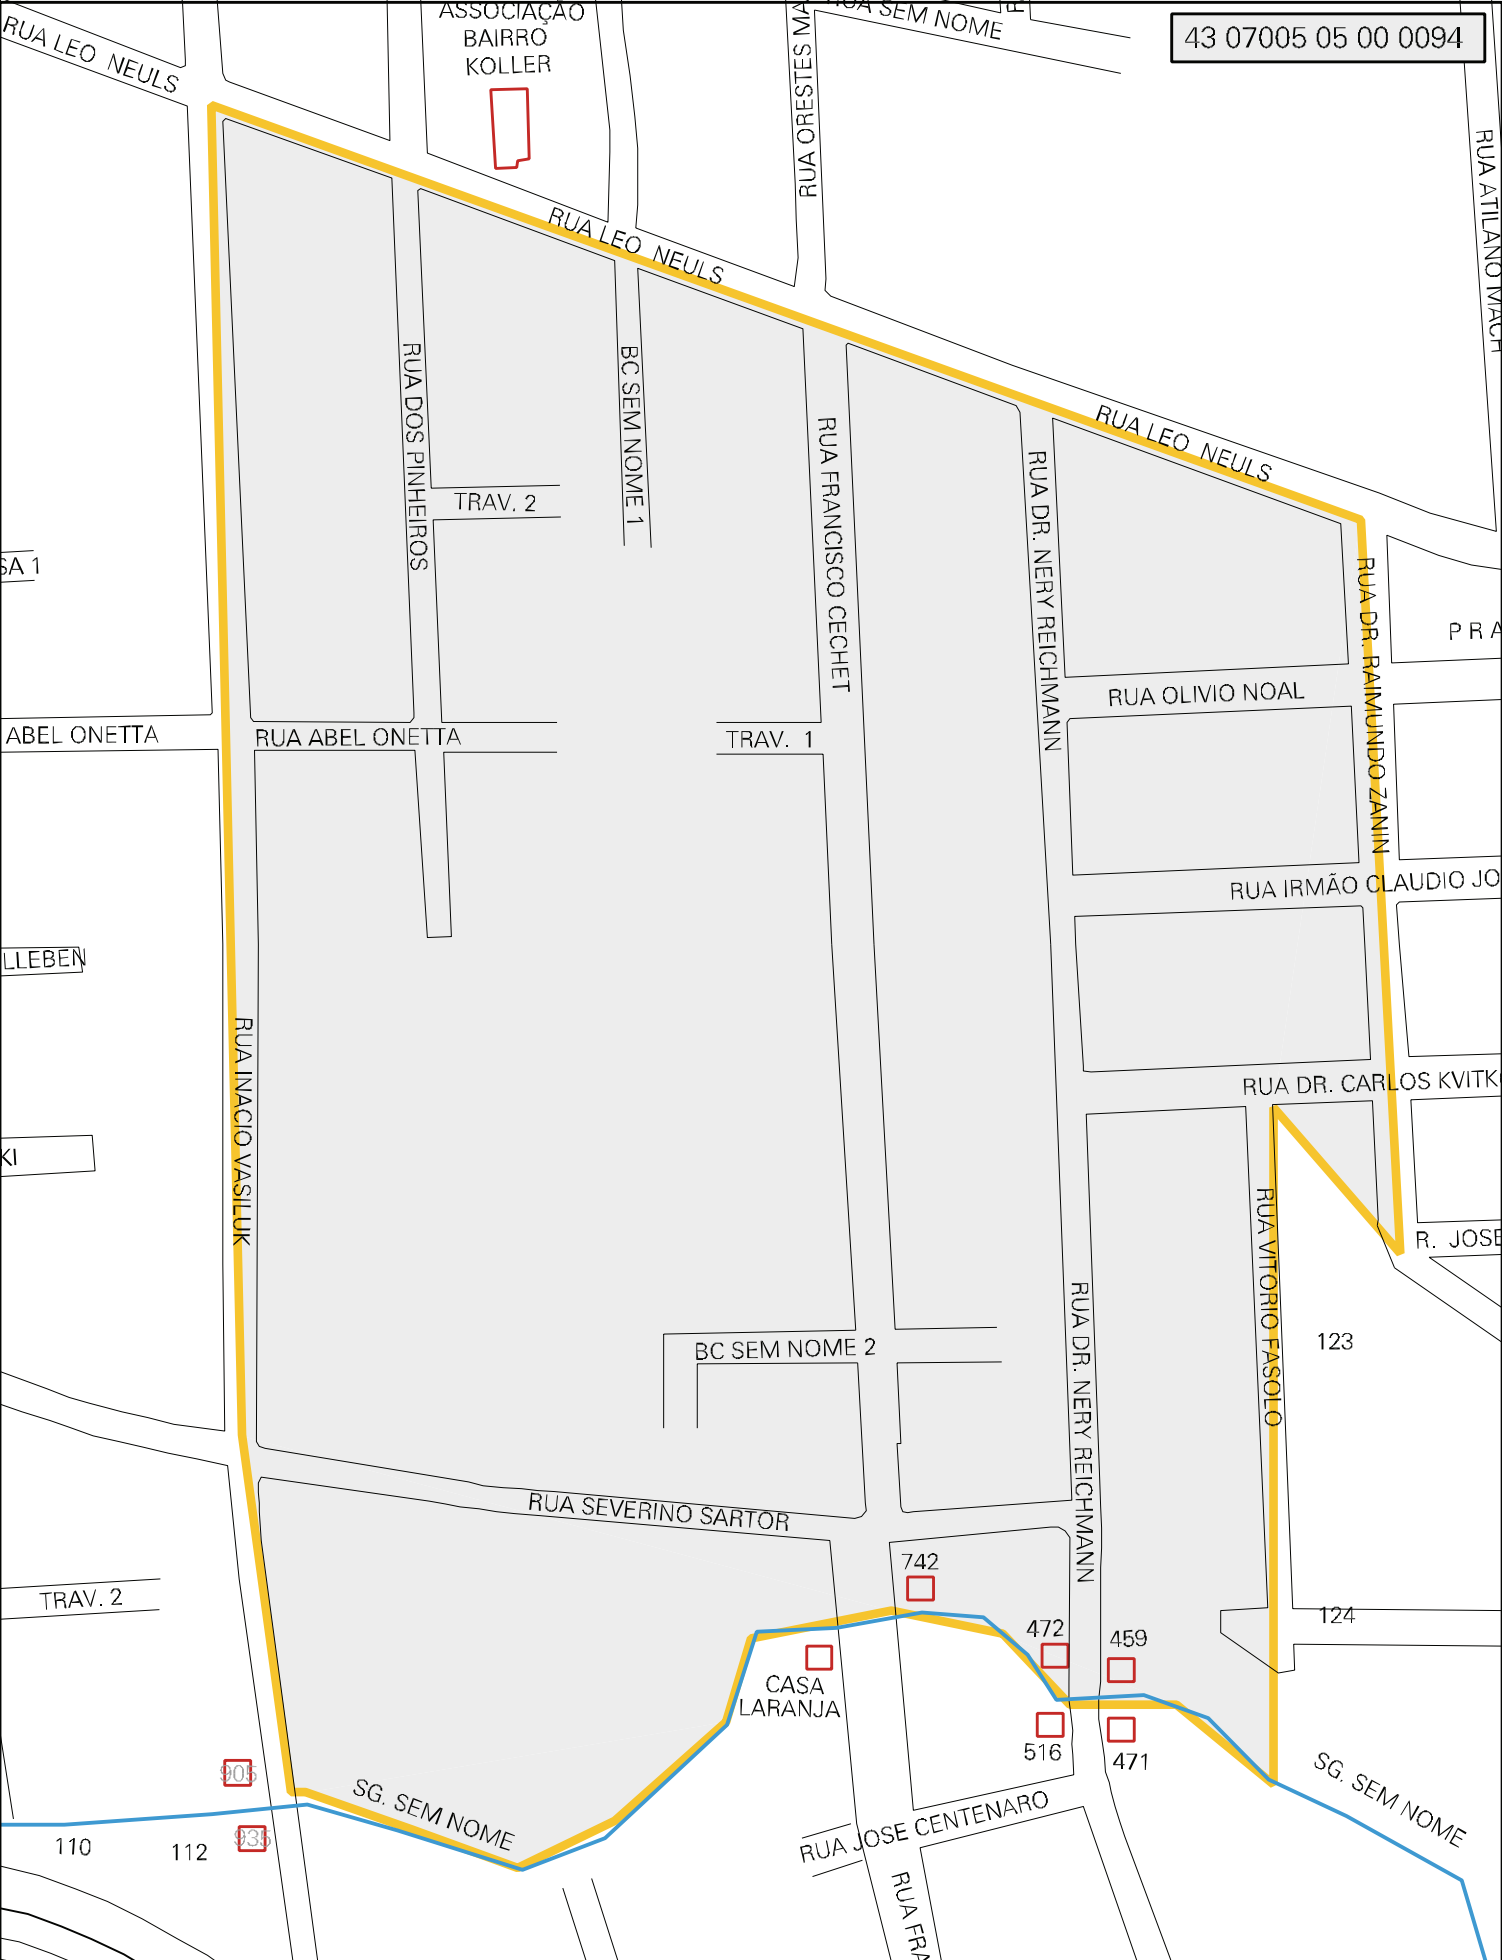 ASSOCIAÇÃO
BAIRRO
KOLLER
RUA LEO NEULS
RUA ORESTES MA
RUA SEM NOME
43 07005 05 00 0094
RUA ATILANO MACH
RUA LEO NEULS
RUA DOS PINHEIROS
BC SEM NOME 1
TRAV. 2
RUA FRANCISCO CECHET
RUA LEO NEULS
RUA DR. NERY REICHMANN
RUA DR. RAIMUNDO ZANIN
SA 1
PRA
RUA OLIVIO NOAL
ABEL ONETTA
RUA ABEL ONETTA
TRAV. 1
RUA IRMÃO CLAUDIO JO
LLEBEN
RUA INACIO VASILUK
RUA DR. CARLOS KVITK
KI
RUA VITORIO FASOLO
R. JOSE
123
BC SEM NOME 2
RUA DR. NERY REICHMANN
RUA SEVERINO SARTOR
742
TRAV. 2
472
459
124
CASA
LARANJA
516
471
905
SG. SEM NOME
SG. SEM NOME
935
110
112
RUA JOSE CENTENARO
RUA FRA